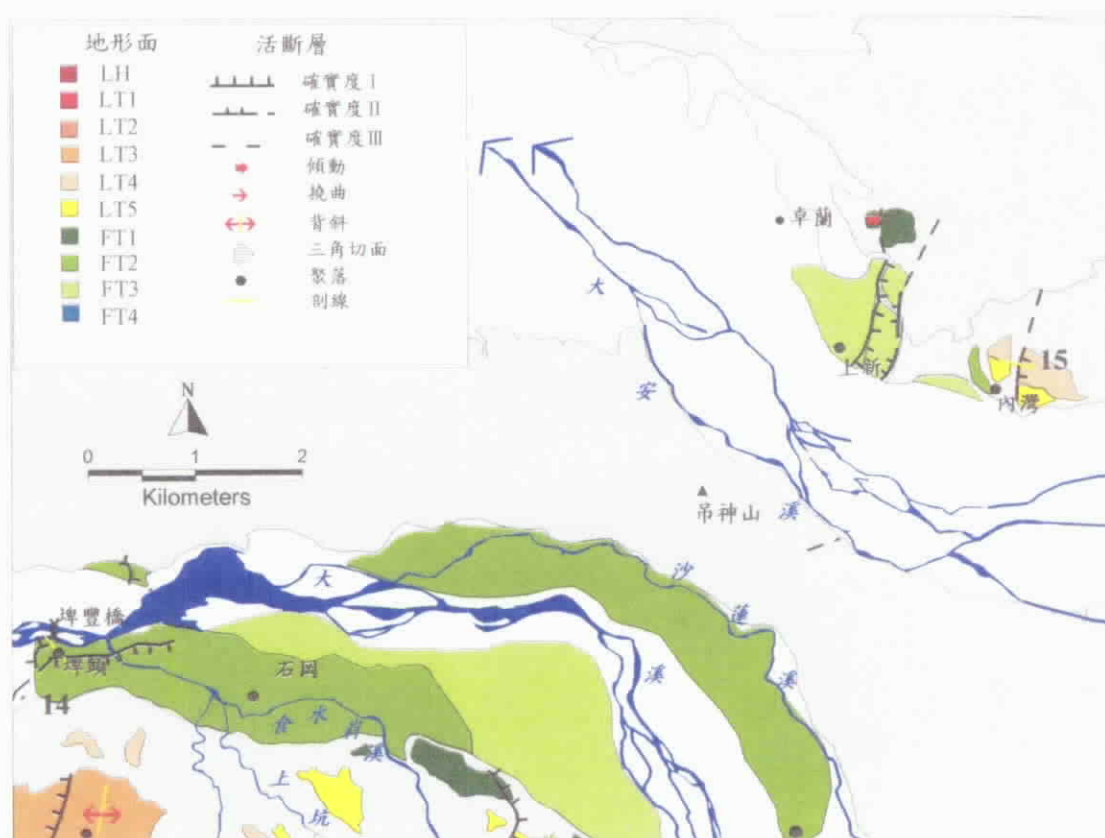 地形面
LH
LT1
LT2
LT3
LT4
LT5
FT1
FT2
FT3
FT4
活斷層
確實度 I
確實度 II
確實度 III
傾動
撓曲
背斜
三角切面
聚落
剖線
N
0 1 2
Kilometers
卓蘭
大
安
溪
上新
15
內灣
吊神山
大
溪
沙
蓮
溪
埤豐橋
埤頭
14
石岡
食
水
嵙
溪
上
坑